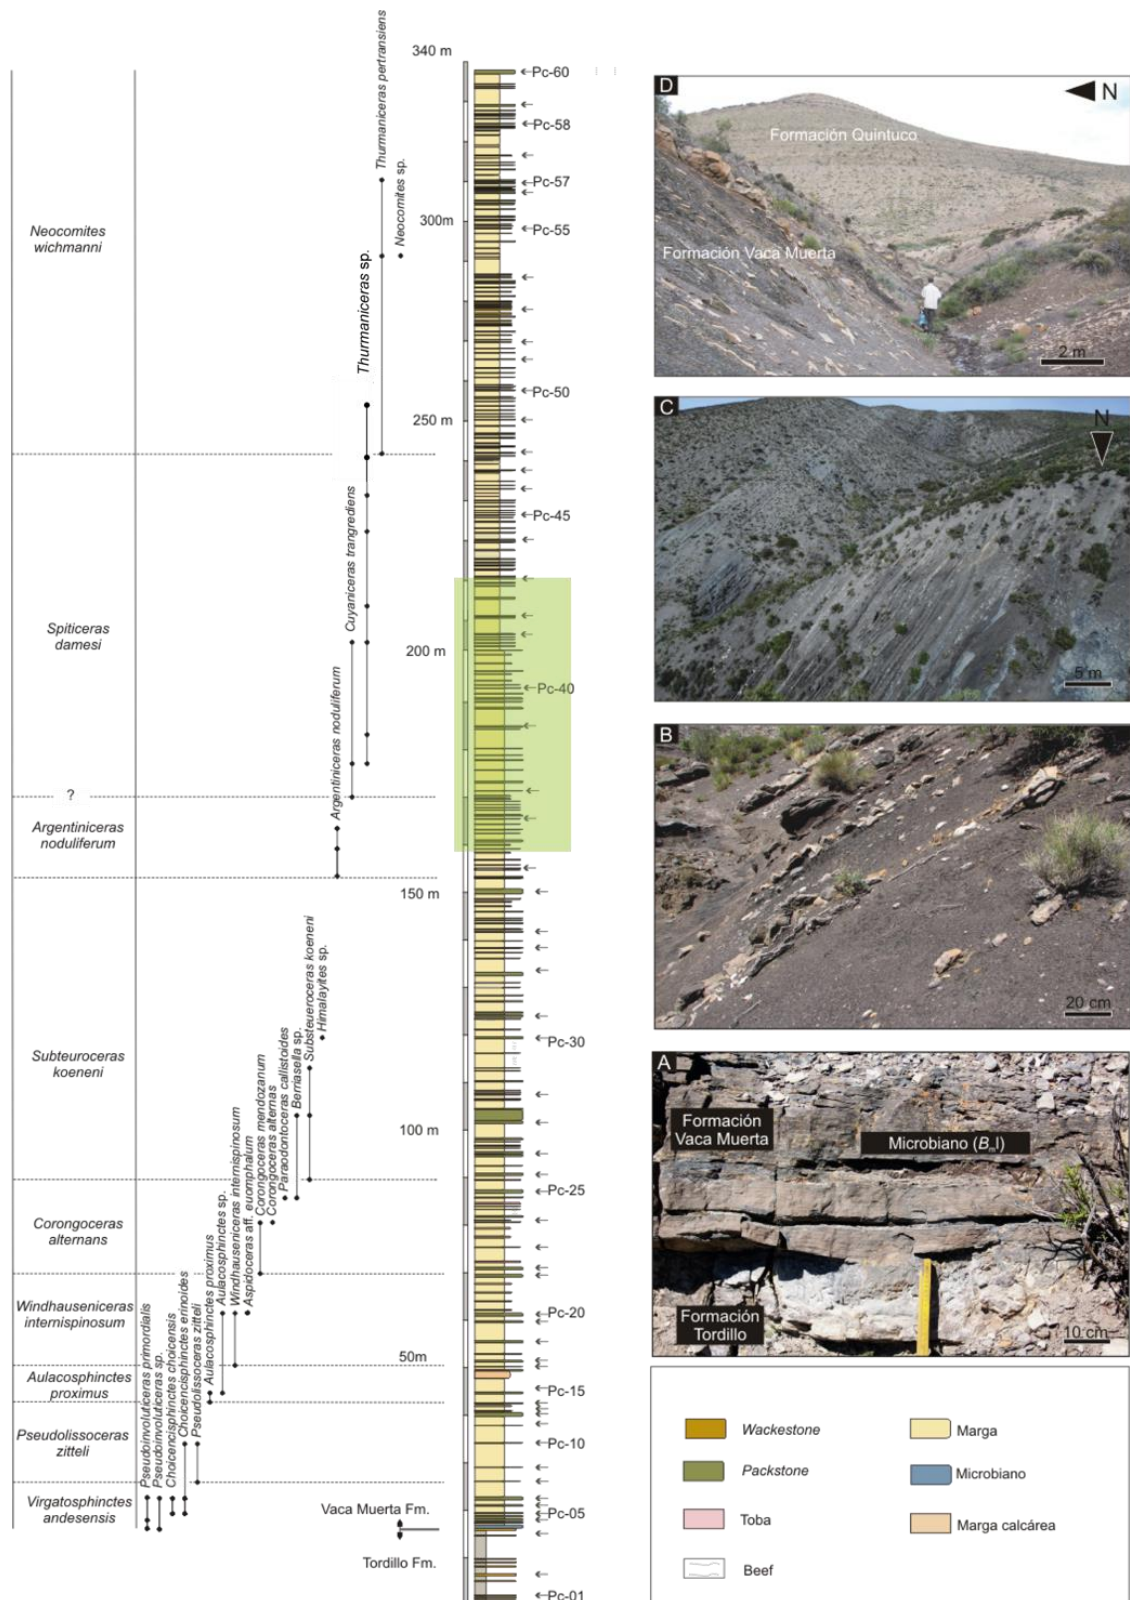 340 m
300m
250 m
200 m
150 m
100 m
50m
Neocomites
wichmanni
Spiticeras
damesi
?
Argentiniceras
noduliferum
Subteuroceras
koeneni
Corongoceras
alternans
Windhauseniceras
internispinosum
Aulacosphinctes
proximus
Pseudolissoceras
zitteli
Virgatosphinctes
andesensis
Pseudoinvoluticeras primordialis
Pseudoinvoluticeras sp.
Choicencisphinctes choicensis
Choicencisphinctes erinoides
Pseudolissoceras zitteli
Aulacosphinctes proximus
Aulacosphinctes sp.
Windhauseniceras internispinosum
Aspidoceras aff. euomphalum
Corongoceras mendozanum
Corongoceras alternas
Paraodontoceras callistoides
Berriasella sp.
Substeueroceras koeneni
Himalayites sp.
Argentiniceras noduliferum
Cuyaniceras trangrediens
Thurmaniceras sp.
Thurmaniceras pertransiens
Neocomites sp.
Vaca Muerta Fm.
Tordillo Fm.
Pc-60
Pc-58
Pc-57
Pc-55
Pc-50
Pc-45
Pc-40
Pc-30
Pc-25
Pc-20
Pc-15
Pc-10
Pc-05
Pc-01
D
N
Formación Quintuco
Formación Vaca Muerta
2 m
C
N
5 m
B
20 cm
A
Formación
Vaca Muerta
Microbiano (Bml)
Formación
Tordillo
10 cm
Wackestone
Packstone
Toba
Beef
Marga
Microbiano
Marga calcárea